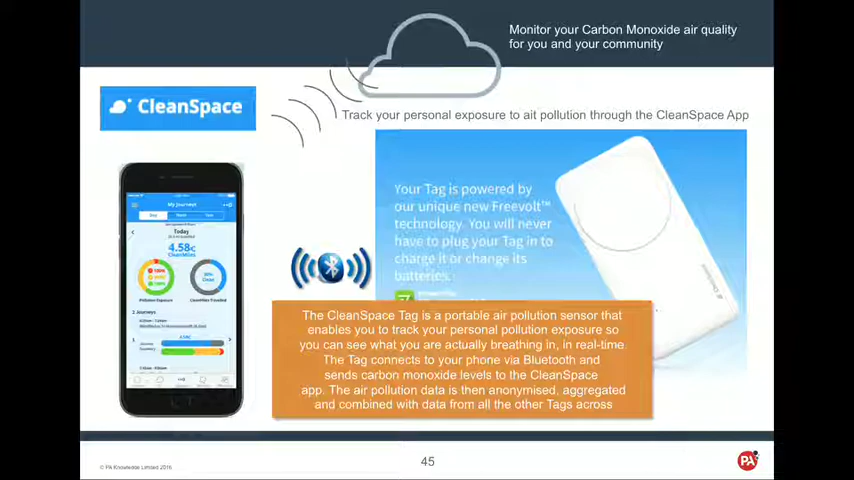 Monitor your Carbon Monoxide air quality
for you and your community
CleanSpace
Track your personal exposure to ait pollution through the CleanSpace App
My Journeys
Today
4.58c
CleanMiles
Pollution Exposure
2 Journeys
Your Tag is powered by
our unique new Freevolt™
technology. You will never
have to plug your Tag in to
charge it or change its
batteries.
The CleanSpace Tag is a portable air pollution sensor that
enables you to track your personal pollution exposure so
you can see what you are actually breathing in, in real-time.
The Tag connects to your phone via Bluetooth and
sends carbon monoxide levels to the CleanSpace
app. The air pollution data is then anonymised, aggregated
and combined with data from all the other Tags across
© PA Knowledge Limited 2016
45
PA